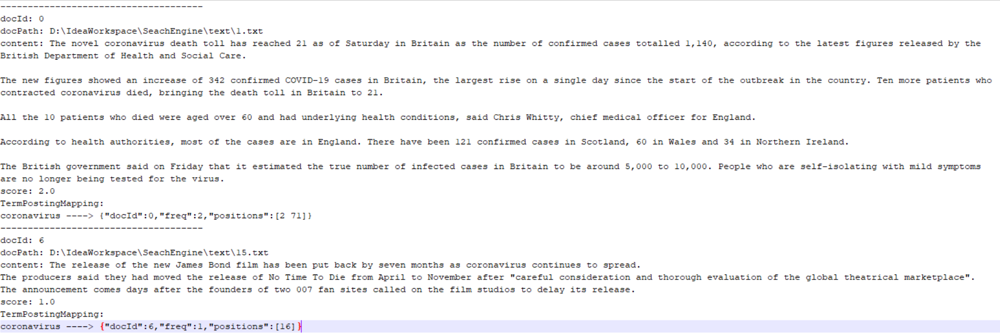 -------------------------------------
docId: 0
docPath: D:\IdeaWorkspace\SeachEngine\text\1.txt
content: The novel coronavirus death toll has reached 21 as of Saturday in Britain as the number of confirmed cases totalled 1,140, according to the latest figures released by the
British Department of Health and Social Care.
The new figures showed an increase of 342 confirmed COVID-19 cases in Britain, the largest rise on a single day since the start of the outbreak in the country. Ten more patients who
contracted coronavirus died, bringing the death toll in Britain to 21.
All the 10 patients who died were aged over 60 and had underlying health conditions, said Chris Whitty, chief medical officer for England.
According to health authorities, most of the cases are in England. There have been 121 confirmed cases in Scotland, 60 in Wales and 34 in Northern Ireland.
The British government said on Friday that it estimated the true number of infected cases in Britain to be around 5,000 to 10,000. People who are self-isolating with mild symptoms
are no longer being tested for the virus.
score: 2.0
TermPostingMapping:
coronavirus ----> {"docId":0,"freq":2,"positions":[2 71]}
-------------------------------------
docId: 6
docPath: D:\IdeaWorkspace\SeachEngine\text\15.txt
content: The release of the new James Bond film has been put back by seven months as coronavirus continues to spread.
The producers said they had moved the release of No Time To Die from April to November after "careful consideration and thorough evaluation of the global theatrical marketplace".
The announcement comes days after the founders of two 007 fan sites called on the film studios to delay its release.
score: 1.0
TermPostingMapping:
coronavirus ----> {"docId":6,"freq":1,"positions":[16]}